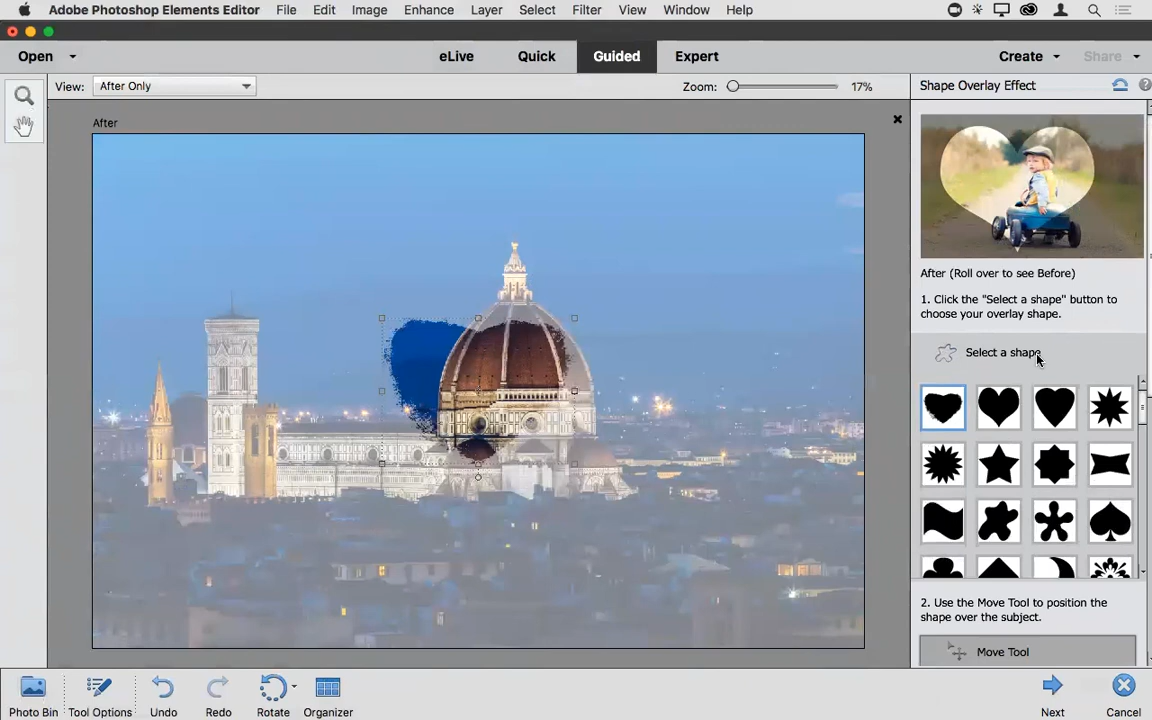 Adobe Photoshop Elements Editor File Edit Image Enhance Layer Select Filter View Window Help
Open eLive Quick Guided Expert Create Share
View: After Only Zoom: 17% Shape Overlay Effect
After
After (Roll over to see Before)
1. Click the "Select a shape" button to
choose your overlay shape.
Select a shape
2. Use the Move Tool to position the
shape over the subject.
Move Tool
Photo Bin Tool Options Undo Redo Rotate Organizer Next Cancel